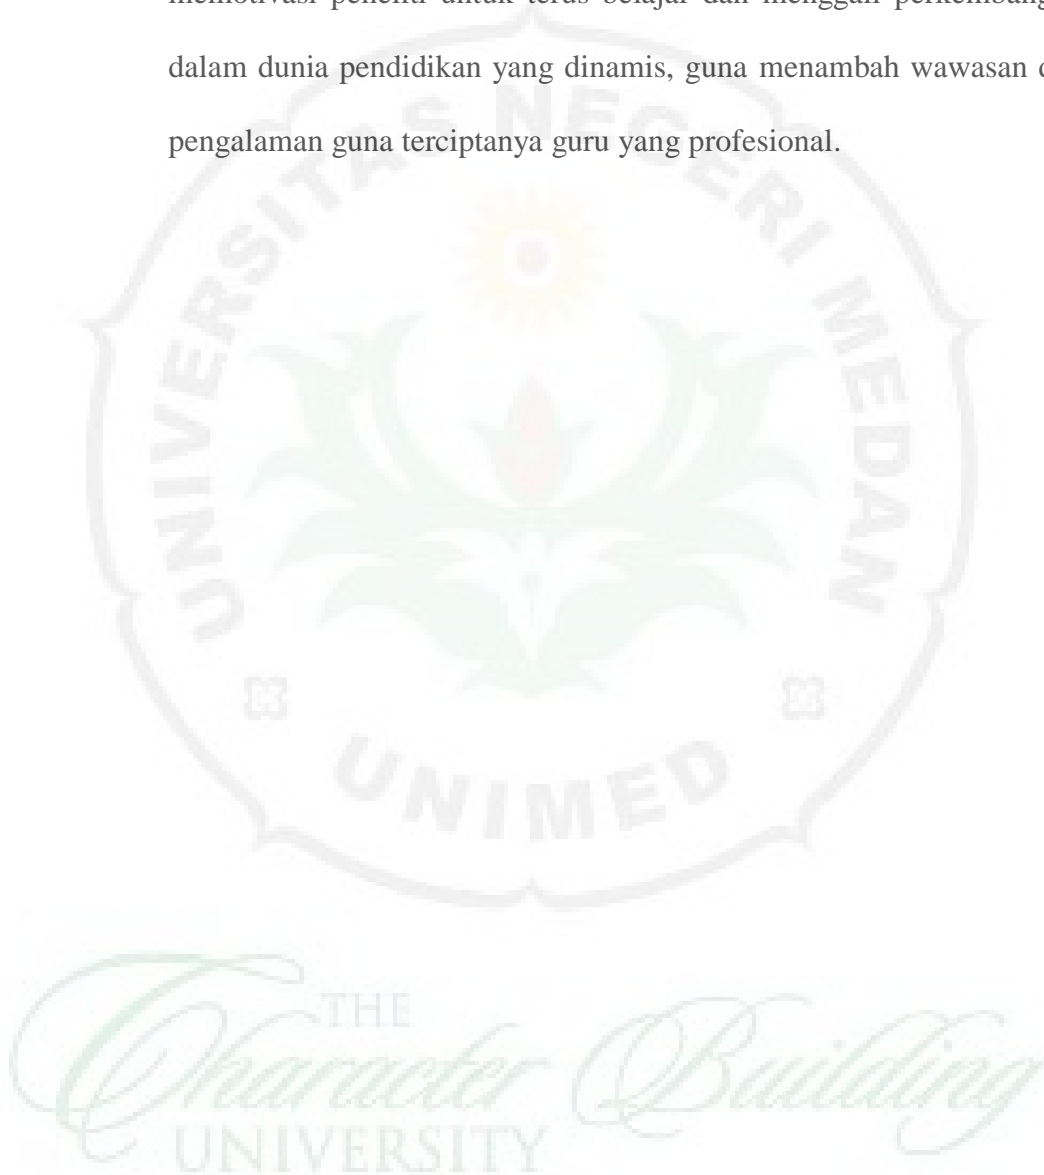 memotivasi peneliti untuk terus belajar dan menggali
dalam dunia pendidikan yang dinamis, guna menambah wawasan
pengalaman guna terciptanya guru yang profesional.
UNIVERSITAS NEGERI MEDAN
UNIMED
THE
Character Building
UNIVERSITY